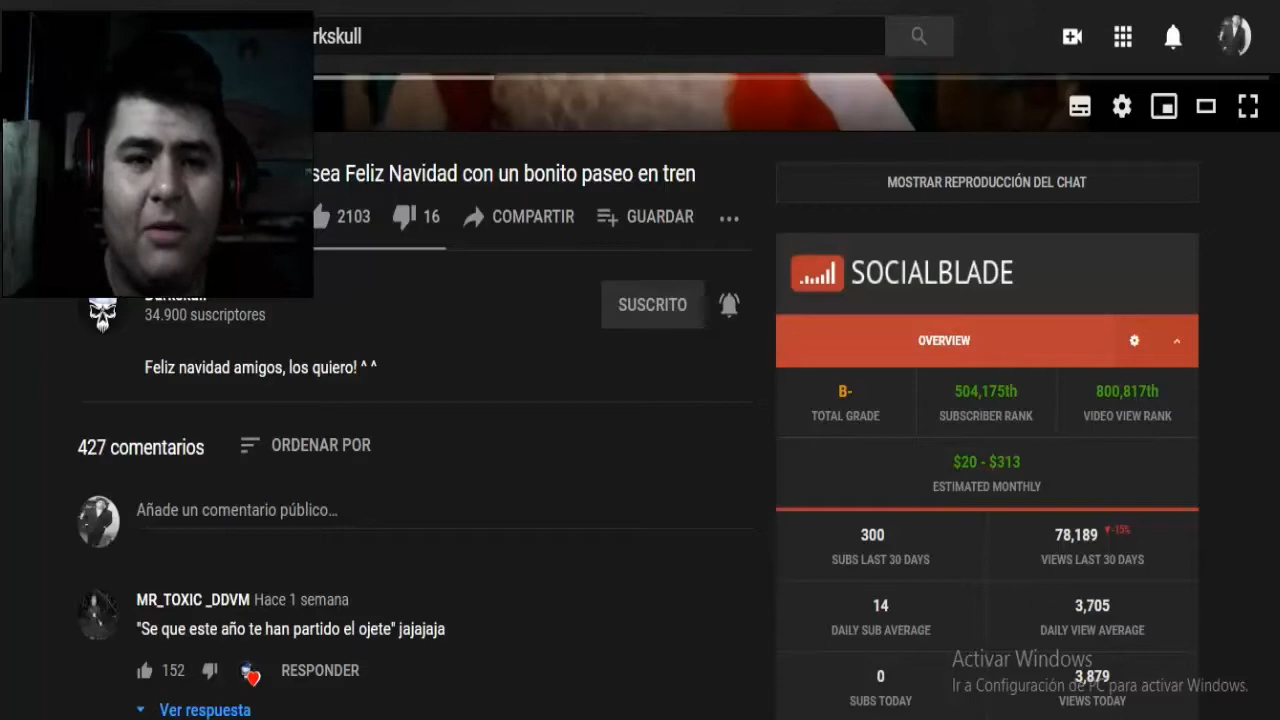 rkskull
sea Feliz Navidad con un bonito paseo en tren
2103
16
COMPARTIR
GUARDAR
34.900 suscriptores
SUSCRITO
Feliz navidad amigos, los quiero! ^ ^
427 comentarios
ORDENAR POR
Añade un comentario público...
MR_TOXIC _DDVM Hace 1 semana
"Se que este año te han partido el ojete" jajajaja
152
RESPONDER
Ver respuesta
MOSTRAR REPRODUCCIÓN DEL CHAT
SOCIALBLADE
OVERVIEW
B-
TOTAL GRADE
504,175th
SUBSCRIBER RANK
800,817th
VIDEO VIEW RANK
$20 - $313
ESTIMATED MONTHLY
300
SUBS LAST 30 DAYS
78,189 -15%
VIEWS LAST 30 DAYS
14
DAILY SUB AVERAGE
3,705
DAILY VIEW AVERAGE
0
SUBS TODAY
3,879
VIEWS TODAY
Activar Windows
Ir a Configuración de PC para activar Windows.